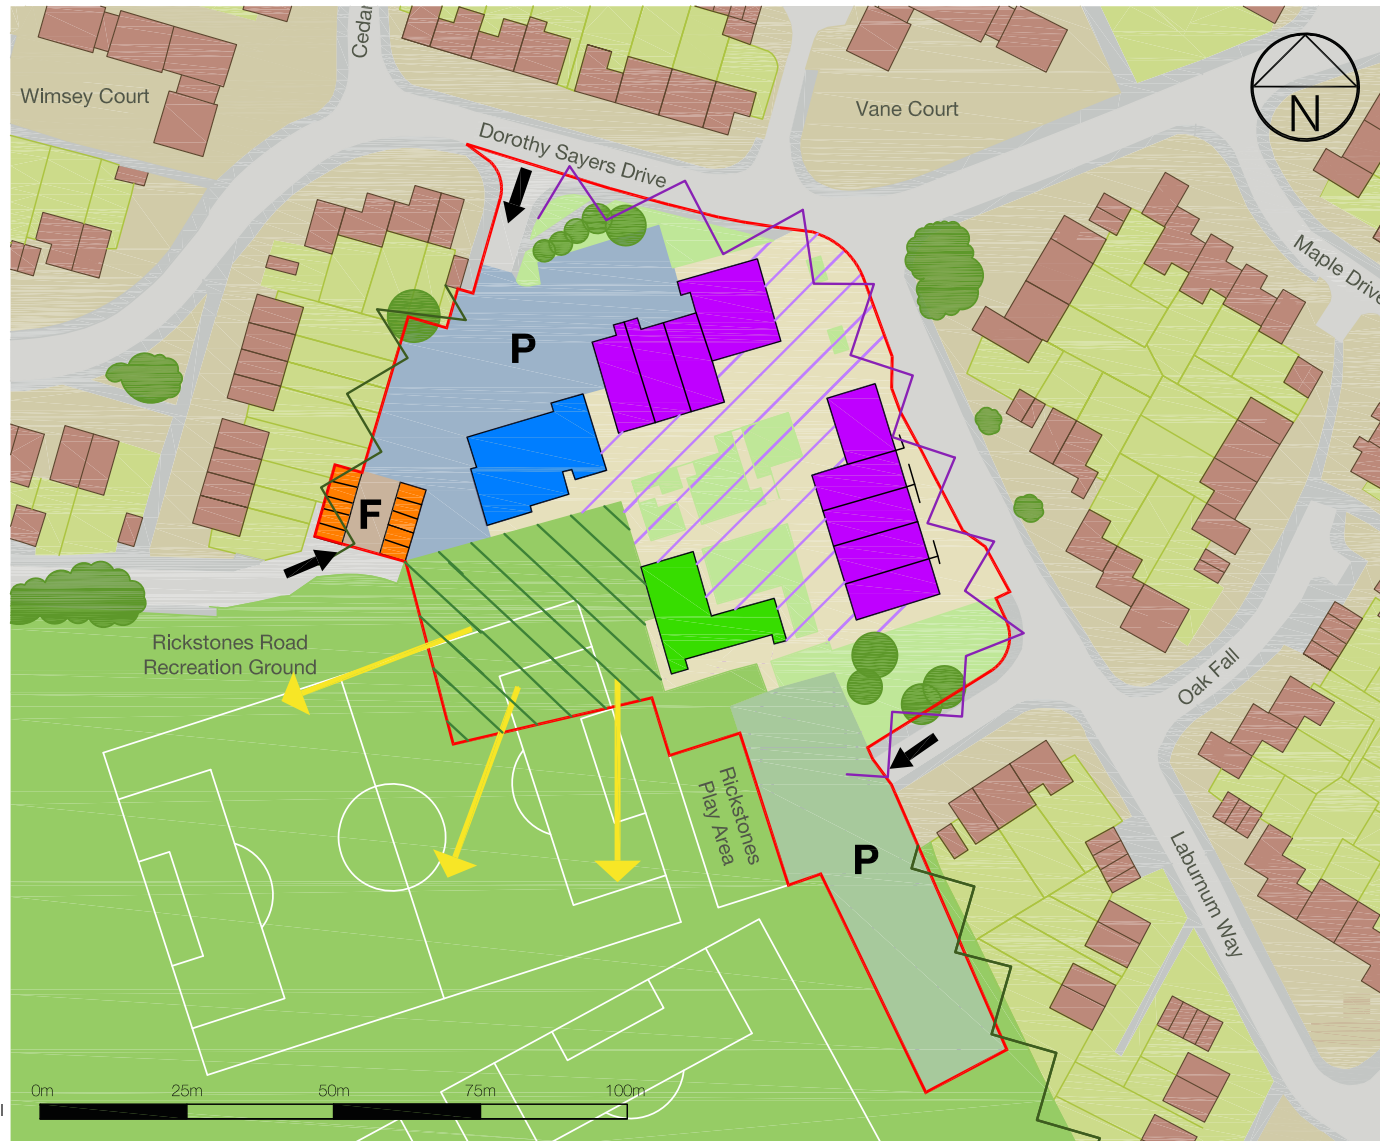 Cedar
Wimsey Court
Dorothy Sayers Drive
Vane Court
N
Maple Drive
P
F
Rickstones Road
Recreation Ground
Oak Fall
Rickstones
Play Area
P
Laburnum Way
0m 25m 50m 75m 100m